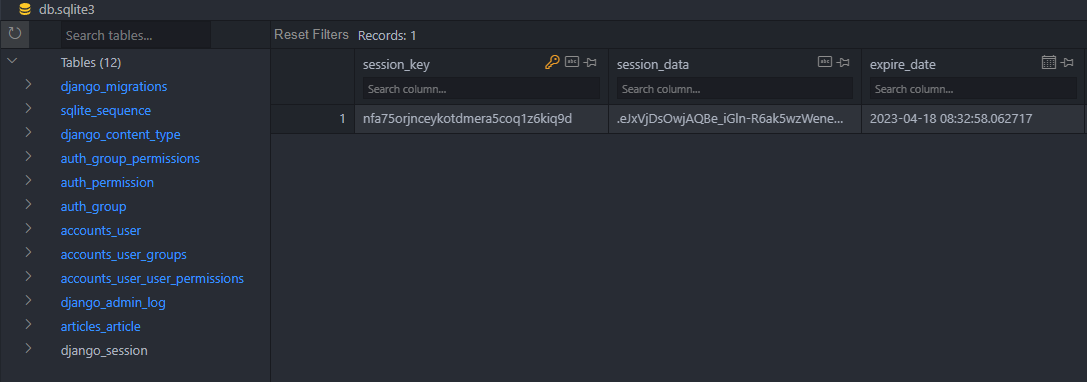 db.sqlite3
Search tables...
Reset Filters Records: 1
Tables (12)
django_migrations
sqlite_sequence
django_content_type
auth_group_permissions
auth_permission
auth_group
accounts_user
accounts_user_groups
accounts_user_user_permissions
django_admin_log
articles_article
django_session
session_key abc session_data abc expire_date
Search column... Search column... Search column...
1 nfa75orjnceykotdmera5coq1z6kiq9d .eJxVjDsOwjAQBe_iGln-R6ak5wzWene... 2023-04-18 08:32:58.062717